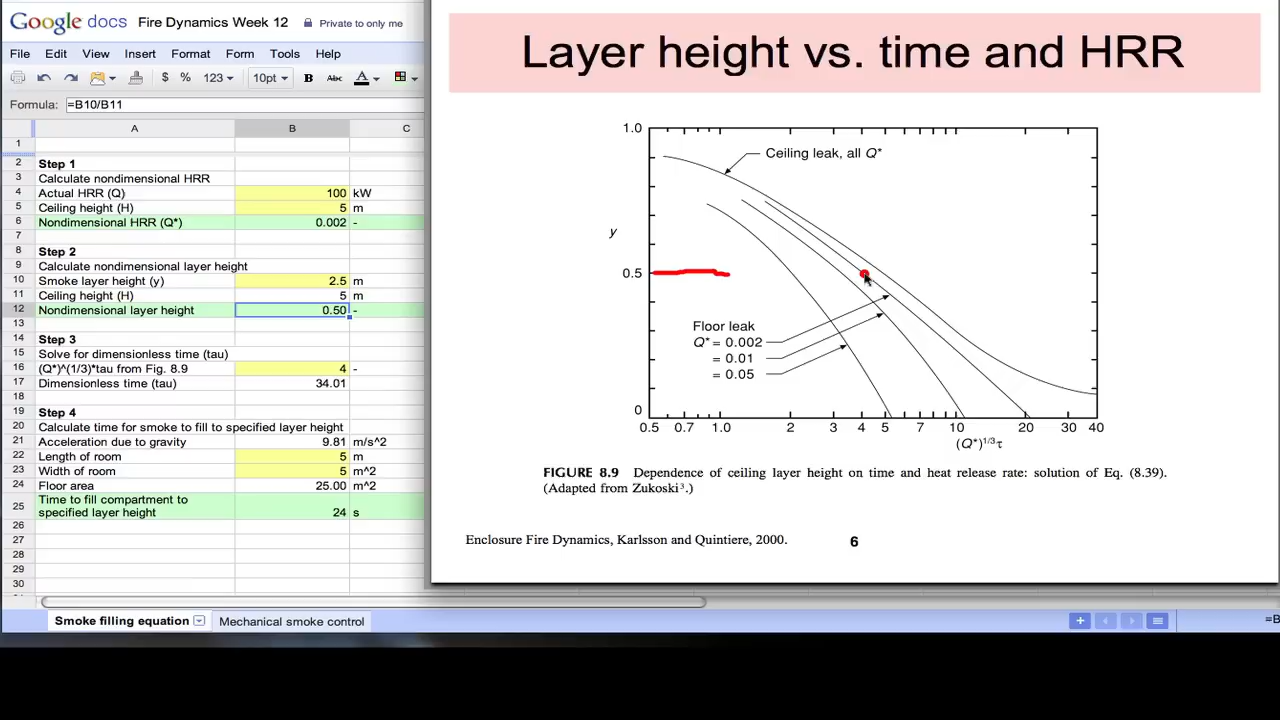 Google docs Fire Dynamics Week 12 Private to only me
File Edit View Insert Format Form Tools Help
$ % 123 10pt B Abc A
Formula: =B10/B11
A B C
1
2 Step 1
3 Calculate nondimensional HRR
4 Actual HRR (Q) 100 kW
5 Ceiling height (H) 5 m
6 Nondimensional HRR (Q*) 0.002 -
7
8 Step 2
9 Calculate nondimensional layer height
10 Smoke layer height (y) 2.5 m
11 Ceiling height (H) 5 m
12 Nondimensional layer height 0.50 -
13
14 Step 3
15 Solve for dimensionless time (tau)
16 (Q*)^(1/3)*tau from Fig. 8.9 4 -
17 Dimensionless time (tau) 34.01
18
19 Step 4
20 Calculate time for smoke to fill to specified layer height
21 Acceleration due to gravity 9.81 m/s^2
22 Length of room 5 m
23 Width of room 5 m^2
24 Floor area 25.00 m^2
25 Time to fill compartment to
specified layer height 24 s
26
27
28
29
30
Smoke filling equation Mechanical smoke control
=B
Layer height vs. time and HRR
1.0
Ceiling leak, all Q*
y
0.5
Floor leak
Q* = 0.002
= 0.01
= 0.05
0
0.5 0.7 1.0 2 3 4 5 7 10 20 30 40
(Q*)1/3τ
FIGURE 8.9 Dependence of ceiling layer height on time and heat release rate: solution of Eq. (8.39).
(Adapted from Zukoski³.)
Enclosure Fire Dynamics, Karlsson and Quintiere, 2000. 6